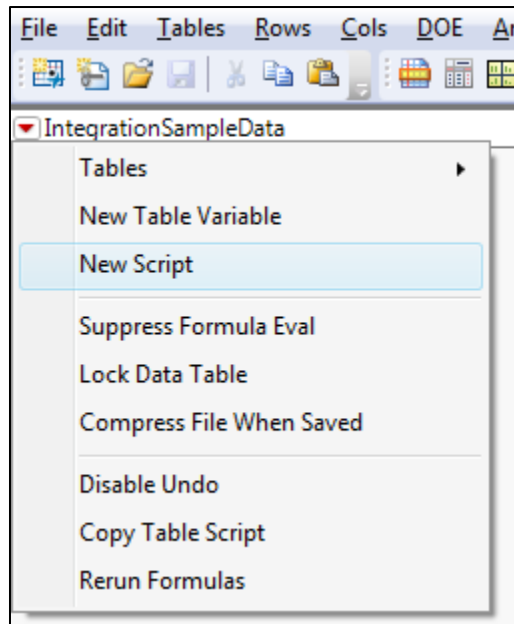 File Edit Tables Rows Cols DOE
IntegrationSampleData
Tables
New Table Variable
New Script
Suppress Formula Eval
Lock Data Table
Compress File When Saved
Disable Undo
Copy Table Script
Rerun Formulas